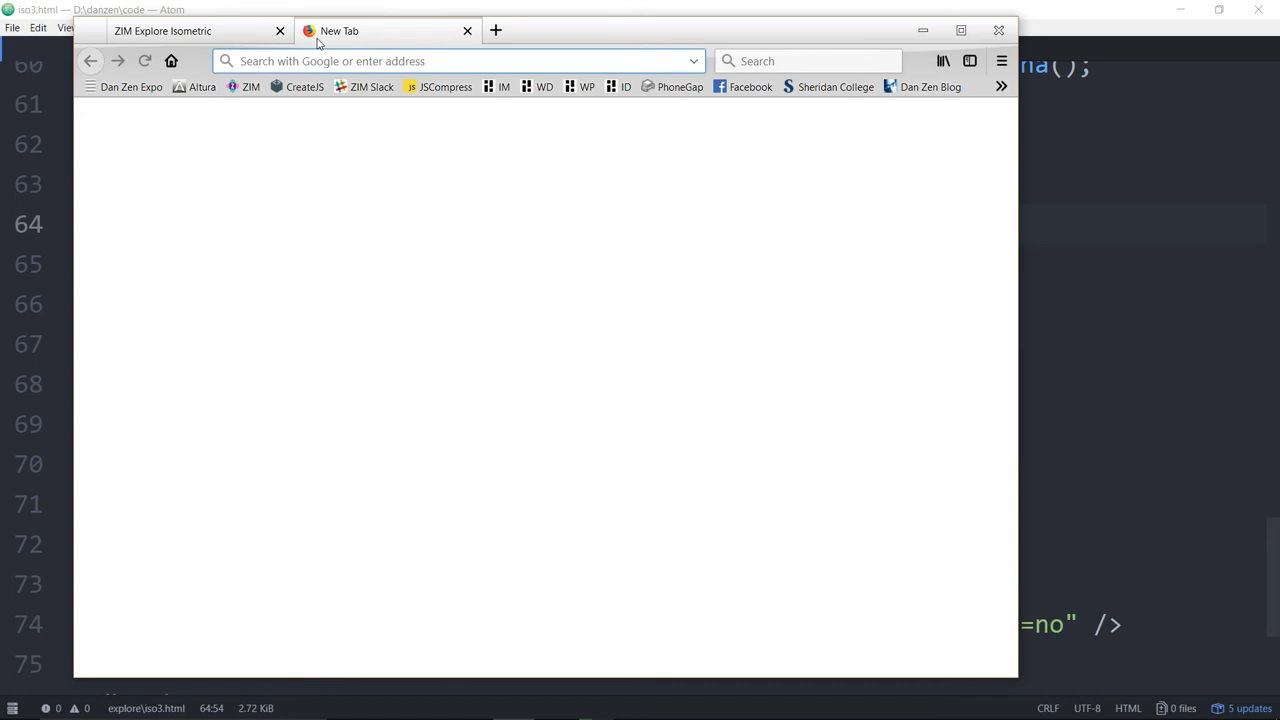 iso3.html — D:\danzen\code — Atom
File Edit View
ZIM Explore Isometric
New Tab
Search with Google or enter address
Search
Dan Zen Expo Altura ZIM CreateJS ZIM Slack JSCompress IM WD WP ID PhoneGap Facebook Sheridan College Dan Zen Blog
60 na();
61
62
63
64
65
66
67
68
69
70
71
72
73
74 =no" />
75
0 0 explore\iso3.html 64:54 2.72 KiB CRLF UTF-8 HTML 0 files 5 updates